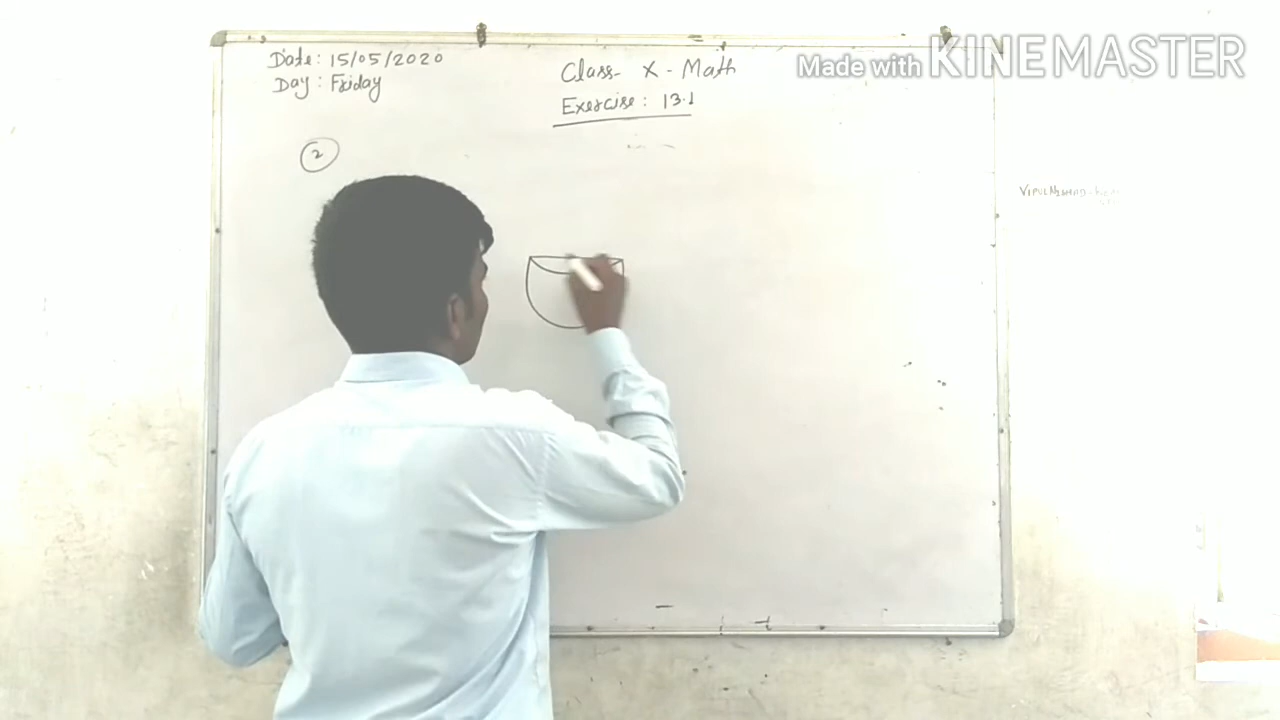 Date: 15/05/2020
Day: Friday
Class- X - Math
Exercise: 13.1
Made with KINEMASTER
2